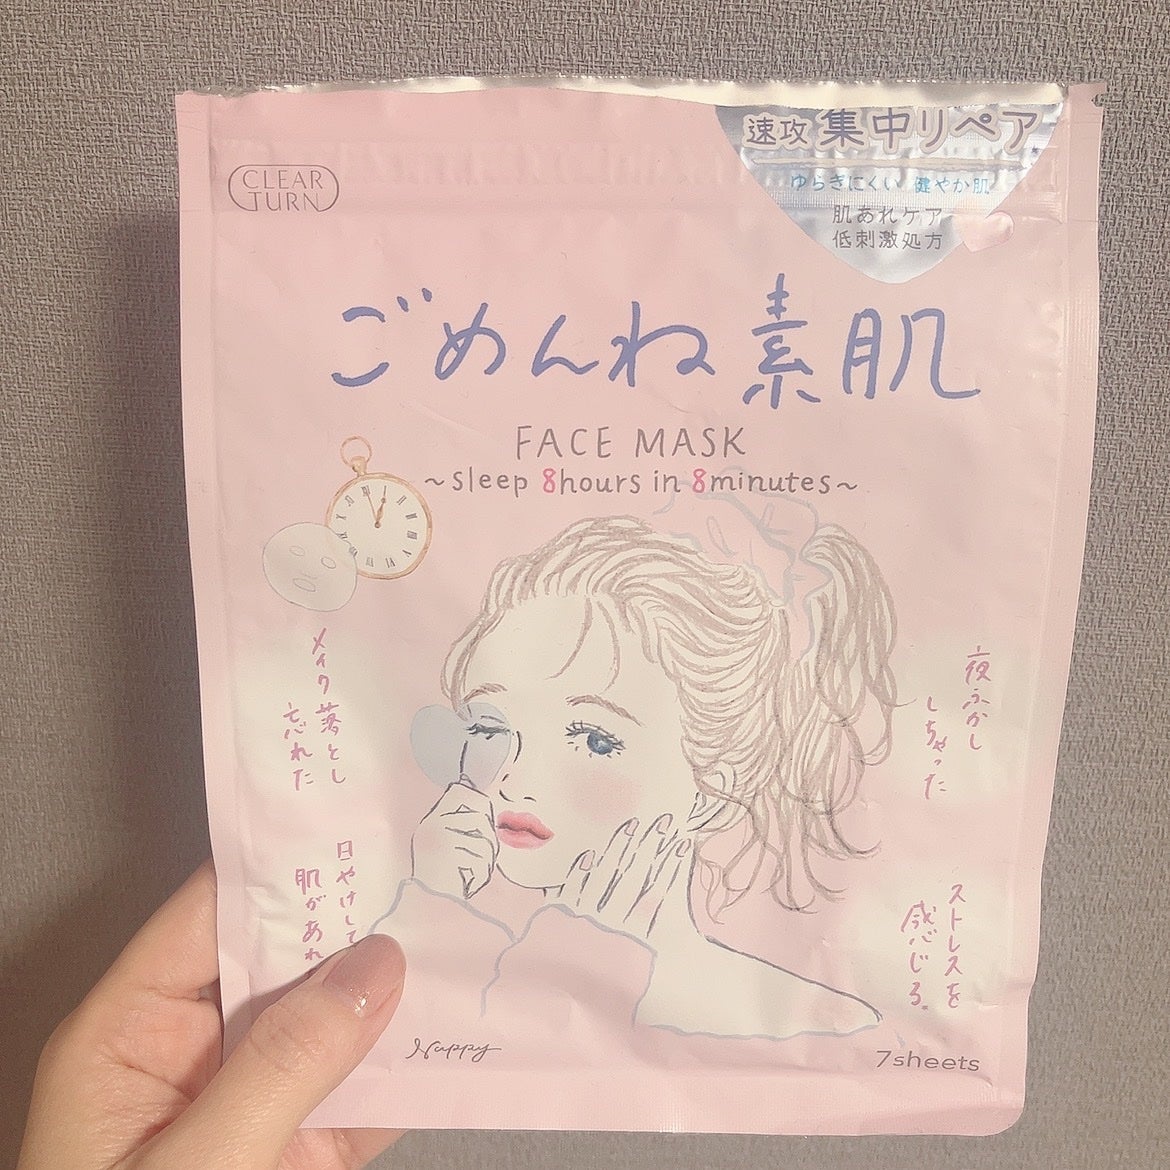 CLEAR
TURN
速攻 集中リペア
ゆらぎにくい 健やか肌
肌あれケア
低刺激処方
ごめんね素肌
FACE MASK
~sleep 8hours in 8minutes~
メイク落とし
忘れた
夜ふかし
しちゃった
日やけして
肌があれ
ストレスを
感じる
Nappy
7sheets